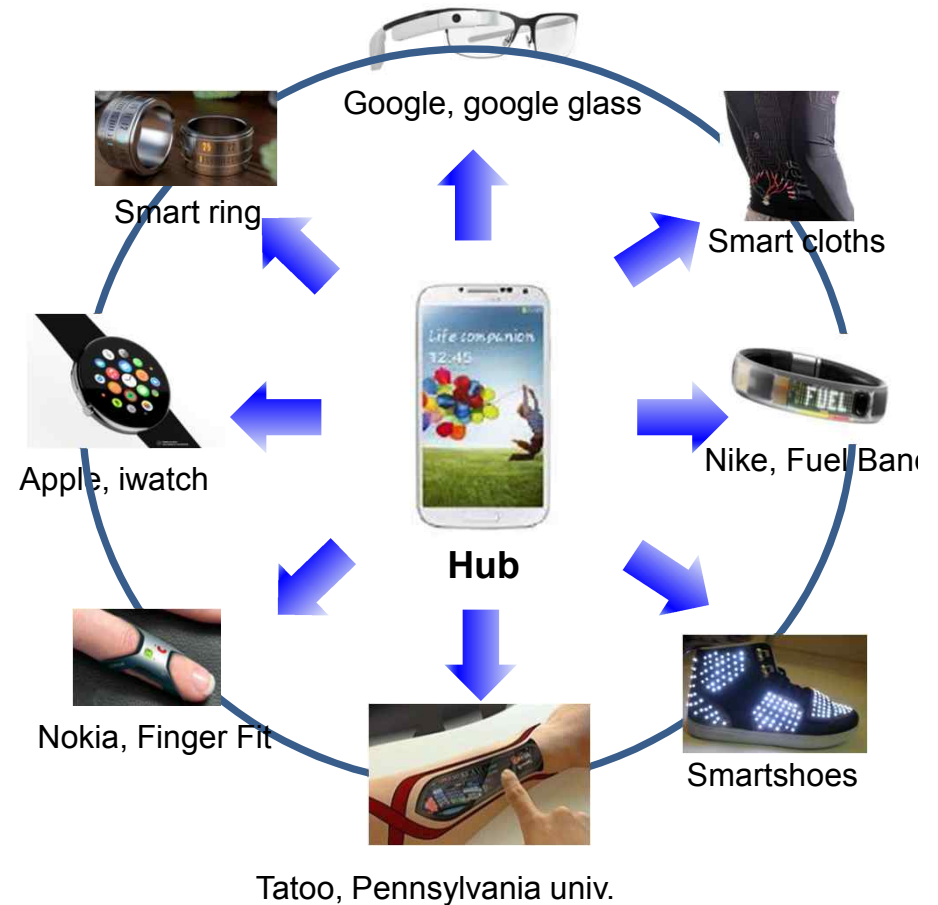 Google, google glass
Smart ring
Smart cloths
Life companion
12:45
FUEL
Apple, iwatch
Nike, Fuel Band
Hub
Nokia, Finger Fit
Smartshoes
Tatoo, Pennsylvania univ.